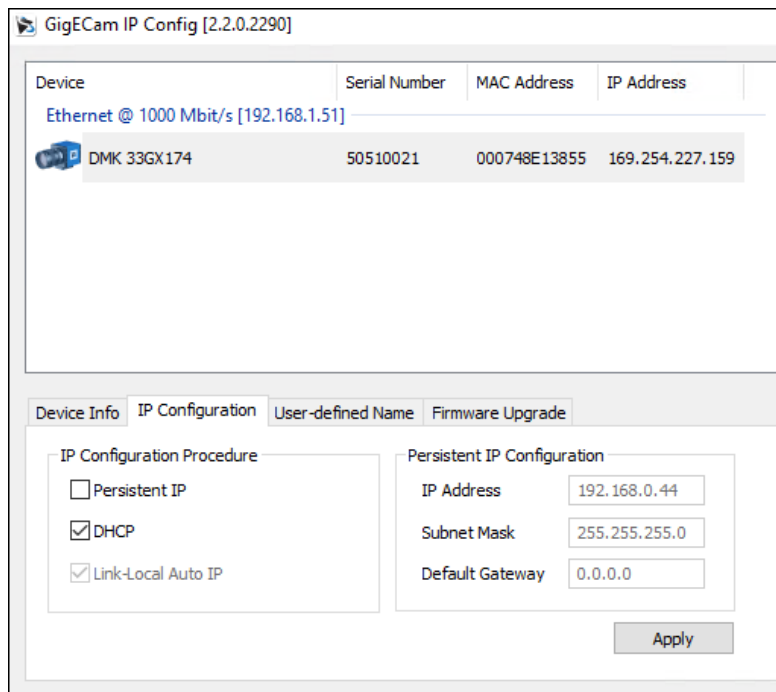 GigECam IP Config [2.2.0.2290]
Device Serial Number MAC Address IP Address
Ethernet @ 1000 Mbit/s [192.168.1.51]
DMK 33GX174 50510021 000748E13855 169.254.227.159
Device Info IP Configuration User-defined Name Firmware Upgrade
IP Configuration Procedure Persistent IP Configuration
Persistent IP IP Address 192.168.0.44
DHCP Subnet Mask 255.255.255.0
Link-Local Auto IP Default Gateway 0.0.0.0
Apply